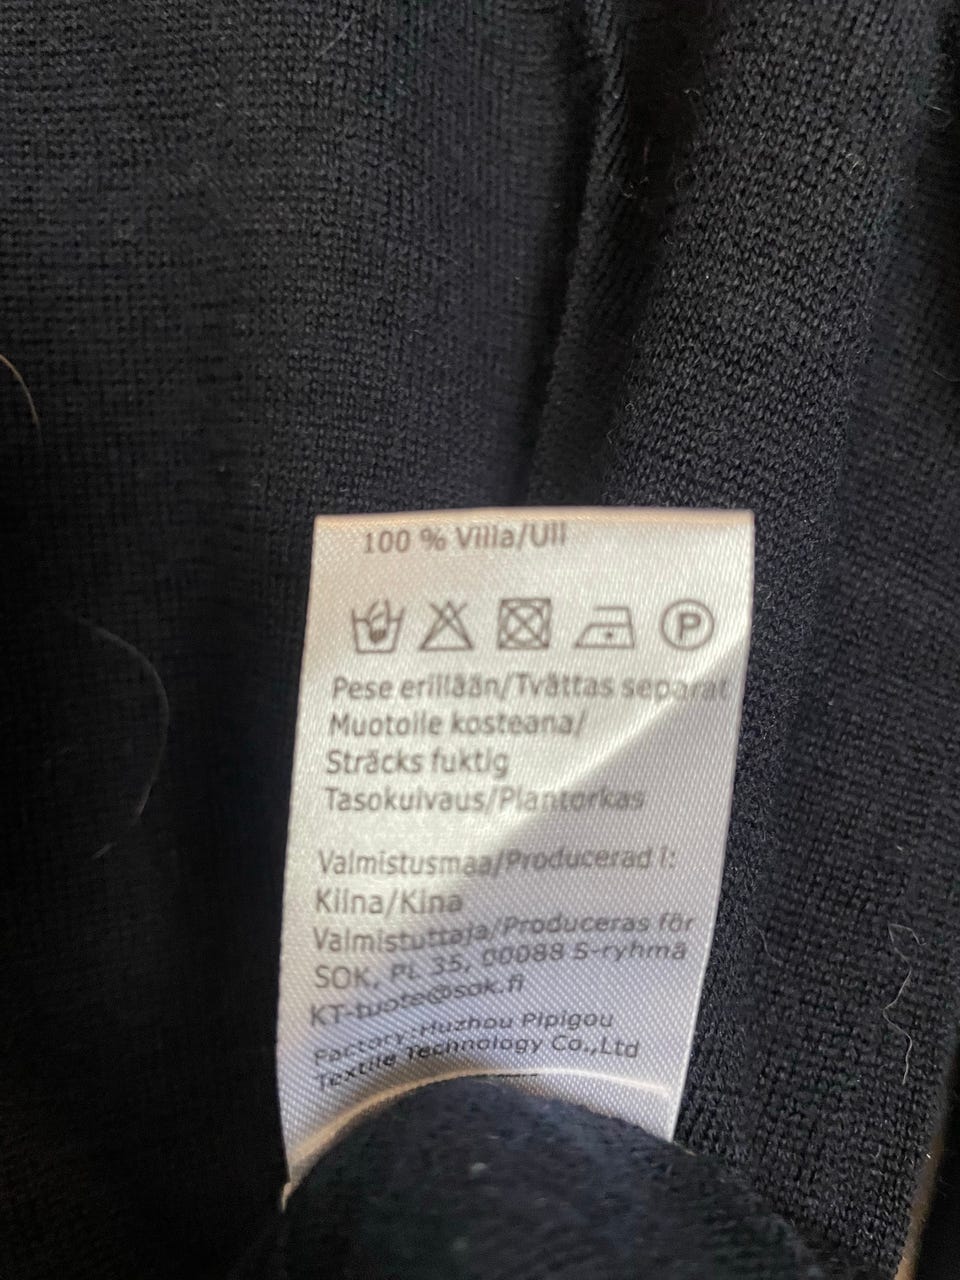 100 % Villa/Ull
P
Pese erillään/Tvättas separat
Muotoile kosteana/
Sträcks fuktig
Tasokuivaus/Plantorkas
Valmistusmaa/Producerad i:
Kiina/Kina
Valmistuttaja/Produceras för
SOK, PL 35, 00088 S-ryhmä
KT-tuote@sok.fi
Factory:Huzhou Pipigou
Textile Technology Co.,Ltd